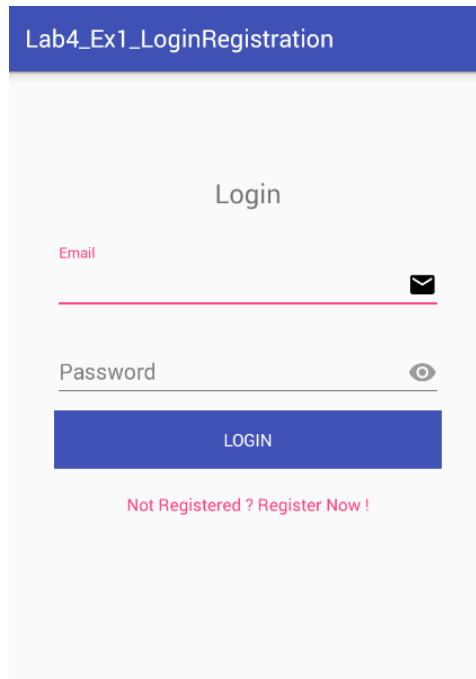 Lab4_Ex1_LoginRegistration
Login
Email
Password
LOGIN
Not Registered ? Register Now !